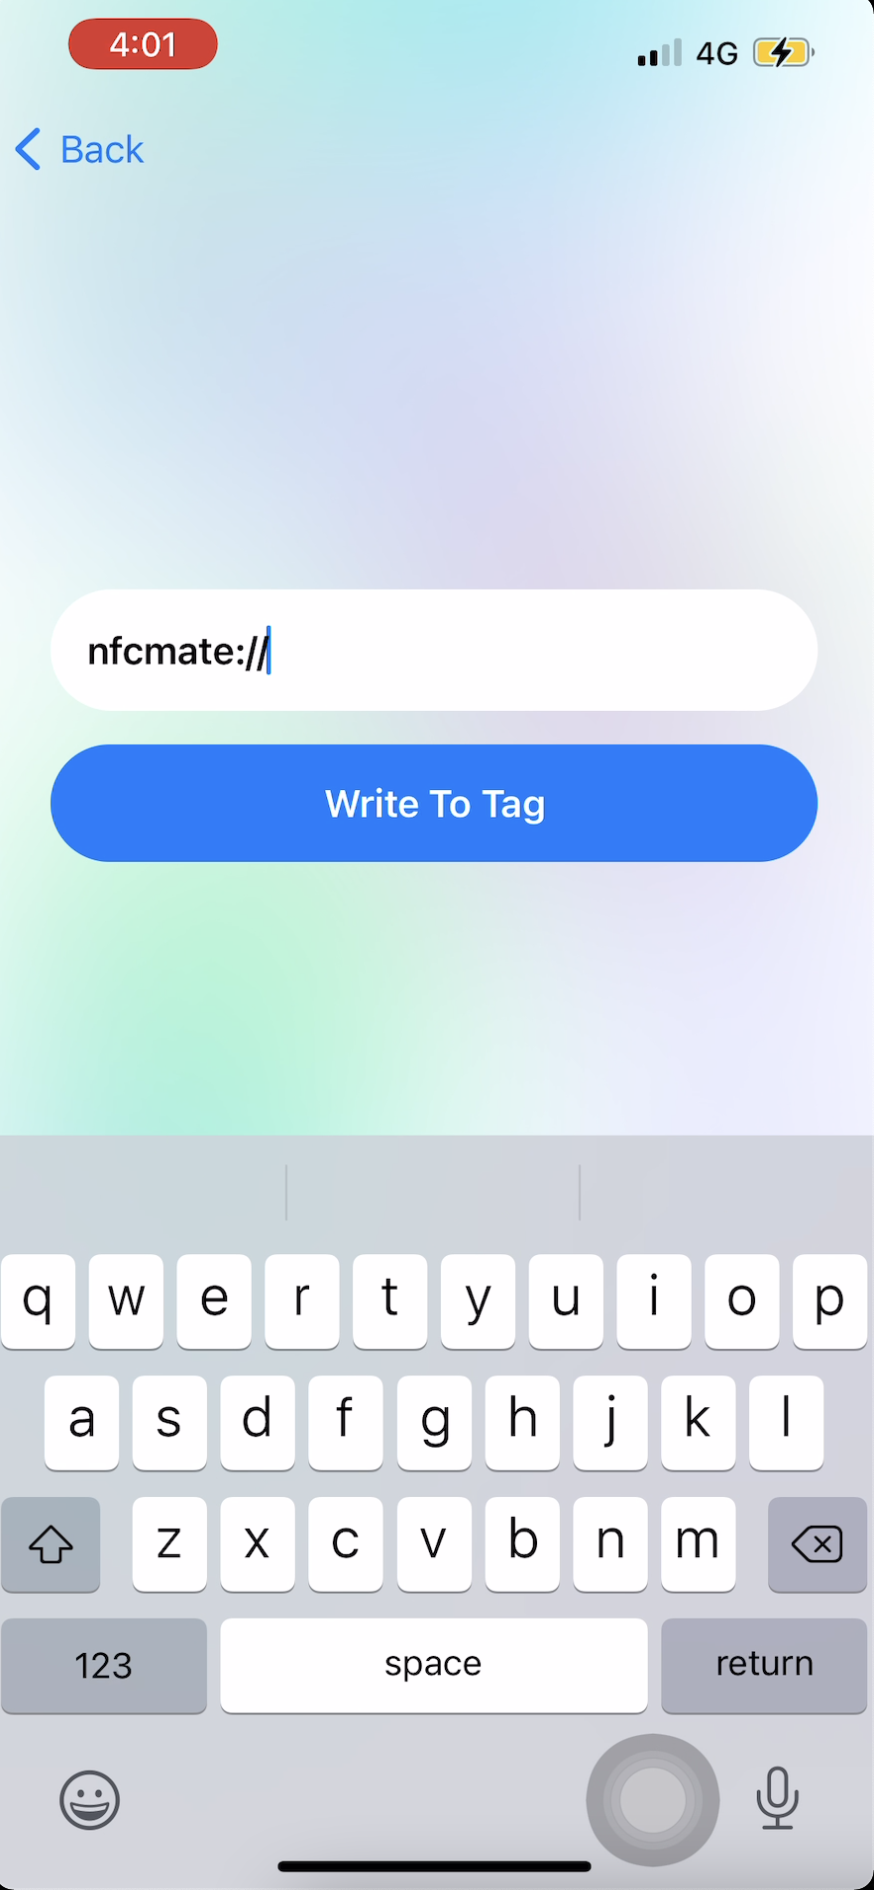 4:01 4G
Back
nfcmate://
Write To Tag
q w e r t y u i o p
a s d f g h j k l
z x c v b n m
123 space return